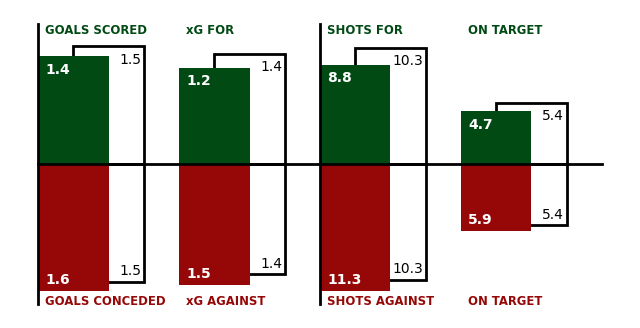 GOALS SCORED xG FOR SHOTS FOR ON TARGET
1.4 1.5 1.2 1.4 8.8 10.3 4.7 5.4
1.6 1.5 1.5 1.4 11.3 10.3 5.9 5.4
GOALS CONCEDED xG AGAINST SHOTS AGAINST ON TARGET